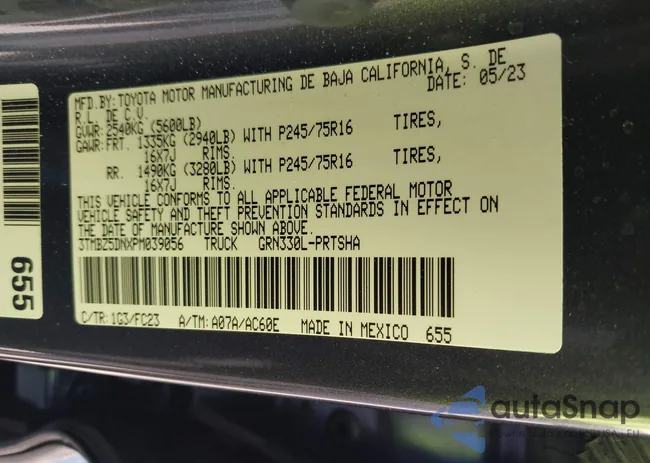 MFD.BY: TOYOTA MOTOR MANUFACTURING DE BAJA CALIFORNIA, S. DE
R.L. DE C.V. DATE: 05/23
GVWR: 2540KG (5600LB)
GAWR: FRT. 1335KG (2940LB) WITH P245/75R16 TIRES,
16X7J RIMS.
RR. 1490KG (3280LB) WITH P245/75R16 TIRES,
16X7J RIMS.
THIS VEHICLE CONFORMS TO ALL APPLICABLE FEDERAL MOTOR
VEHICLE SAFETY AND THEFT PREVENTION STANDARDS IN EFFECT ON
THE DATE OF MANUFACTURE SHOWN ABOVE.
3TMBZ5DNXPM039056 TRUCK GRN330L-PRTSHA
C/TR: 1G3/FC23 A/TM: A07A/AC60E MADE IN MEXICO 655
655
autaSnap